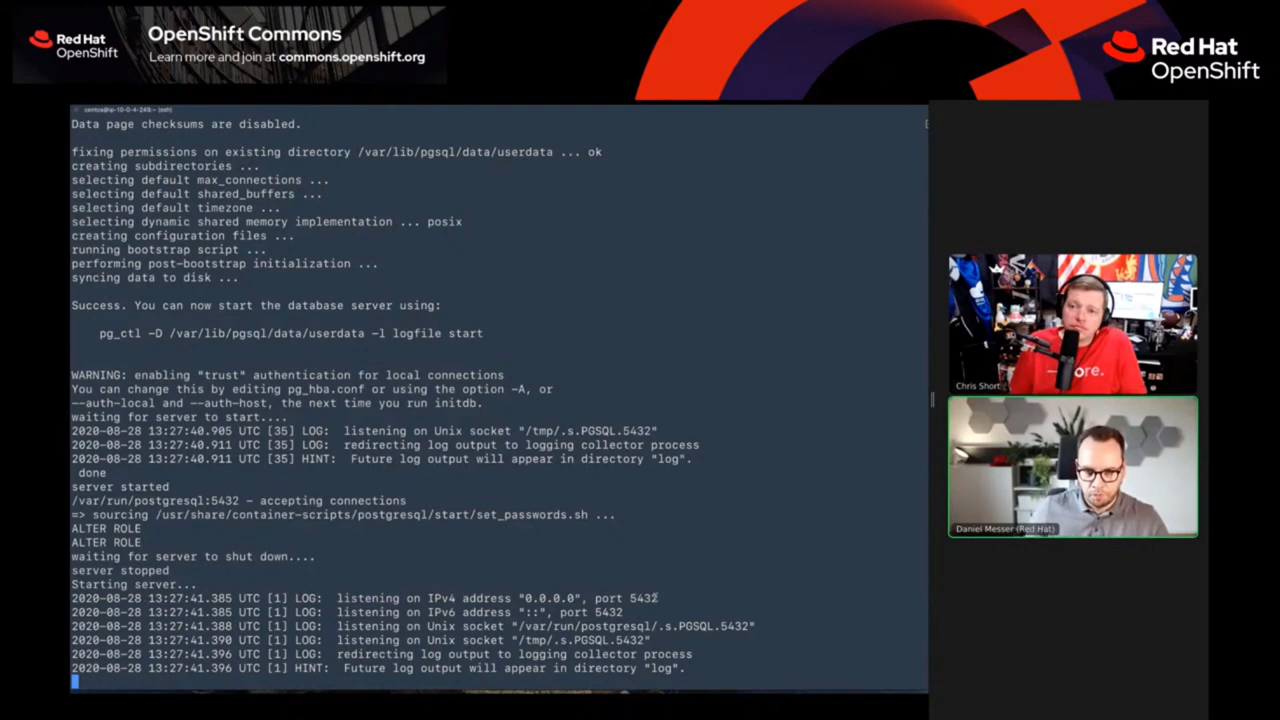 Red Hat
OpenShift
OpenShift Commons
Learn more and join at commons.openshift.org
Red Hat
OpenShift
centos@ip-10-0-4-249:~ (ssh)
Data page checksums are disabled.
fixing permissions on existing directory /var/lib/pgsql/data/userdata ... ok
creating subdirectories ...
selecting default max_connections ...
selecting default shared_buffers ...
selecting default timezone ...
selecting dynamic shared memory implementation ... posix
creating configuration files ...
running bootstrap script ...
performing post-bootstrap initialization ...
syncing data to disk ...
Success. You can now start the database server using:
pg_ctl -D /var/lib/pgsql/data/userdata -l logfile start
WARNING: enabling "trust" authentication for local connections
You can change this by editing pg_hba.conf or using the option -A, or
--auth-local and --auth-host, the next time you run initdb.
waiting for server to start....
2020-08-28 13:27:40.905 UTC [35] LOG:  listening on Unix socket "/tmp/.s.PGSQL.5432"
2020-08-28 13:27:40.911 UTC [35] LOG:  redirecting log output to logging collector process
2020-08-28 13:27:40.911 UTC [35] HINT:  Future log output will appear in directory "log".
done
server started
/var/run/postgresql:5432 - accepting connections
=> sourcing /usr/share/container-scripts/postgresql/start/set_passwords.sh ...
ALTER ROLE
ALTER ROLE
waiting for server to shut down....
server stopped
Starting server...
2020-08-28 13:27:41.385 UTC [1] LOG:  listening on IPv4 address "0.0.0.0", port 5432
2020-08-28 13:27:41.385 UTC [1] LOG:  listening on IPv6 address "::", port 5432
2020-08-28 13:27:41.388 UTC [1] LOG:  listening on Unix socket "/var/run/postgresql/.s.PGSQL.5432"
2020-08-28 13:27:41.390 UTC [1] LOG:  listening on Unix socket "/tmp/.s.PGSQL.5432"
2020-08-28 13:27:41.396 UTC [1] LOG:  redirecting log output to logging collector process
2020-08-28 13:27:41.396 UTC [1] HINT:  Future log output will appear in directory "log".
ore.
Chris Short
Daniel Messer (Red Hat)